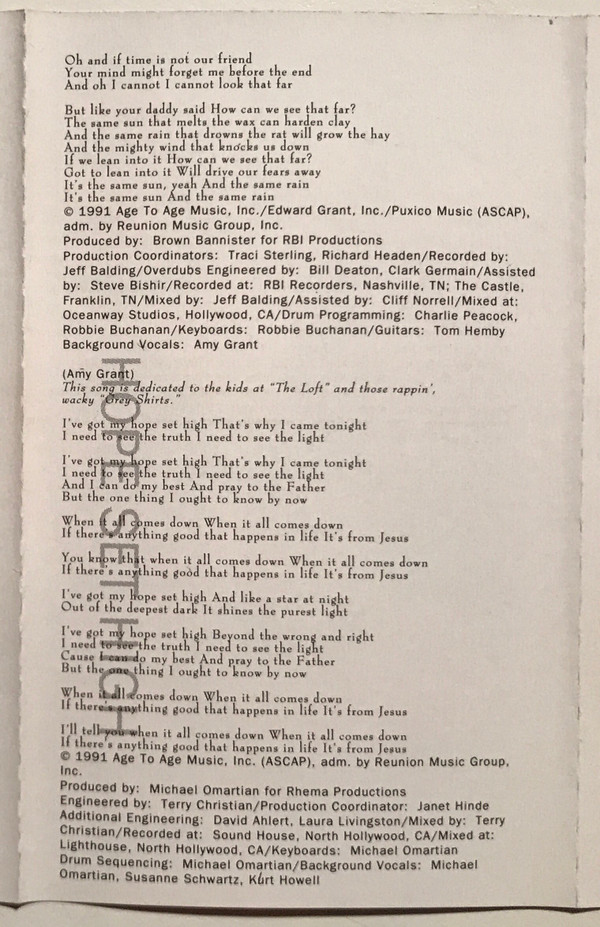 Oh and if time is not our friend
Your mind might forget me before the end
And oh I cannot I cannot look that far
But like your daddy said How can we see that far?
The same sun that melts the wax can harden clay
And the same rain that drowns the rat will grow the hay
And the mighty wind that knocks us down
If we lean into it How can we see that far?
Got to lean into it Will drive our fears away
It's the same sun, yeah And the same rain
It's the same sun And the same rain
© 1991 Age To Age Music, Inc./Edward Grant, Inc./Puxico Music (ASCAP),
adm. by Reunion Music Group, Inc.
Produced by: Brown Bannister for RBI Productions
Production Coordinators: Traci Sterling, Richard Headen/Recorded by:
Jeff Balding/Overdubs Engineered by: Bill Deaton, Clark Germain/Assisted
by: Steve Bishir/Recorded at: RBI Recorders, Nashville, TN; The Castle,
Franklin, TN/Mixed by: Jeff Balding/Assisted by: Cliff Norrell/Mixed at:
Oceanway Studios, Hollywood, CA/Drum Programming: Charlie Peacock,
Robbie Buchanan/Keyboards: Robbie Buchanan/Guitars: Tom Hemby
Background Vocals: Amy Grant
HOPE SET HIGH
(Amy Grant)
This song is dedicated to the kids at "The Loft" and those rappin',
wacky "Grey Shirts."
I've got my hope set high That's why I came tonight
I need to see the truth I need to see the light
I've got my hope set high That's why I came tonight
I need to see the truth I need to see the light
And I can do my best And pray to the Father
But the one thing I ought to know by now
When it all comes down When it all comes down
If there's anything good that happens in life It's from Jesus
You know that when it all comes down When it all comes down
If there's anything good that happens in life It's from Jesus
I've got my hope set high And like a star at night
Out of the deepest dark It shines the purest light
I've got my hope set high Beyond the wrong and right
I need to see the truth I need to see the light
Cause I can do my best And pray to the Father
But the one thing I ought to know by now
When it all comes down When it all comes down
If there's anything good that happens in life It's from Jesus
I'll tell you when it all comes down When it all comes down
If there's anything good that happens in life It's from Jesus
© 1991 Age To Age Music, Inc. (ASCAP), adm. by Reunion Music Group,
Inc.
Produced by: Michael Omartian for Rhema Productions
Engineered by: Terry Christian/Production Coordinator: Janet Hinde
Additional Engineering: David Ahlert, Laura Livingston/Mixed by: Terry
Christian/Recorded at: Sound House, North Hollywood, CA/Mixed at:
Lighthouse, North Hollywood, CA/Keyboards: Michael Omartian
Drum Sequencing: Michael Omartian/Background Vocals: Michael
Omartian, Susanne Schwartz, Kurt Howell